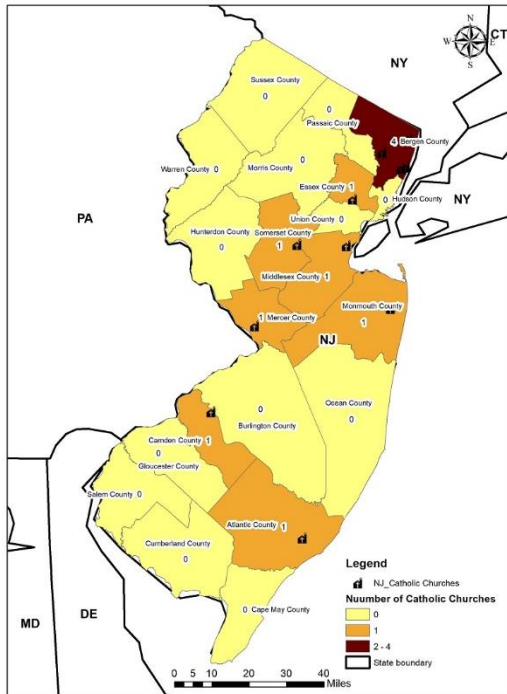 N
W E
S
CT
NY
Sussex County
0
0
Passaic County
4 Bergen County
0
Morris County
Warren County 0
Essex County 1
0
Hudson County
NY
PA
Union County 0
Hunterdon County
0
Somerset County
1
Middlesex County 1
Monmouth County
1
1 Mercer County
NJ
Ocean County
0
0
Burlington County
Camden County 1
0
Gloucester County
Salem County 0
Atlantic County 1
Cumberland County
0
0 Cape May County
MD
DE
Legend
NJ_Catholic Churches
Nuumber of Catholic Churches
0
1
2 - 4
State boundary
0 5 10 20 30 40
Miles